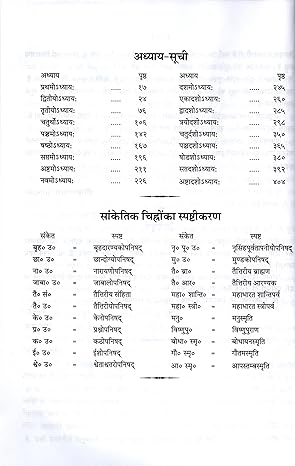 अध्याय-सूची
अध्याय पृष्ठ अध्याय पृष्ठ
प्रथमोऽध्यायः ..... १७ दशमोऽध्यायः ..... २४५
द्वितीयोऽध्यायः ..... २४ एकादशोऽध्यायः ..... २६०
तृतीयोऽध्यायः ..... ७६ द्वादशोऽध्यायः ..... २८५
चतुर्थोऽध्यायः ..... १०६ त्रयोदशोऽध्यायः ..... २९८
पञ्चमोऽध्यायः ..... १४२ चतुर्दशोऽध्यायः ..... ३५०
षष्ठोऽध्यायः ..... १६७ पञ्चदशोऽध्यायः ..... ३६५
सप्तमोऽध्यायः ..... १९६ षोडशोऽध्यायः ..... ३८१
अष्टमोऽध्यायः ..... २११ सप्तदशोऽध्यायः ..... ३९२
नवमोऽध्यायः ..... २२६ अष्टादशोऽध्यायः ..... ४०४
सांकेतिक चिह्नोंका स्पष्टीकरण
संकेत स्पष्ट संकेत स्पष्ट
बृह० उ० = बृहदारण्यकोपनिषद् नृ० पू० उ० = नृसिंहपूर्वतापनीयोपनिषद्
छा० उ० = छान्दोग्योपनिषद् मु० उ० = मुण्डकोपनिषद्
ना० उ० = नारायणोपनिषद् तै० ब्रा० = तैत्तिरीय ब्राह्मण
जाबा० उ० = जाबालोपनिषद् तै० आर० = तैत्तिरीय आरण्यक
तै० सं० = तैत्तिरीय संहिता महा० शान्ति० = महाभारत शान्तिपर्व
तै० उ० = तैत्तिरीयोपनिषद् महा० स्त्री० = महाभारत स्त्रीपर्व
के० उ० = केनोपनिषद् मनु० = मनुस्मृति
प्र० उ० = प्रश्नोपनिषद् विष्णुपु० = विष्णुपुराण
क० उ० = कठोपनिषद् बोधा० स्मृ० = बोधायनस्मृति
ई० उ० = ईशोपनिषद् गौ० स्मृ० = गौतमस्मृति
श्वे० उ० = श्वेताश्वतरोपनिषद् आ० स्मृ० = आपस्तम्बस्मृति